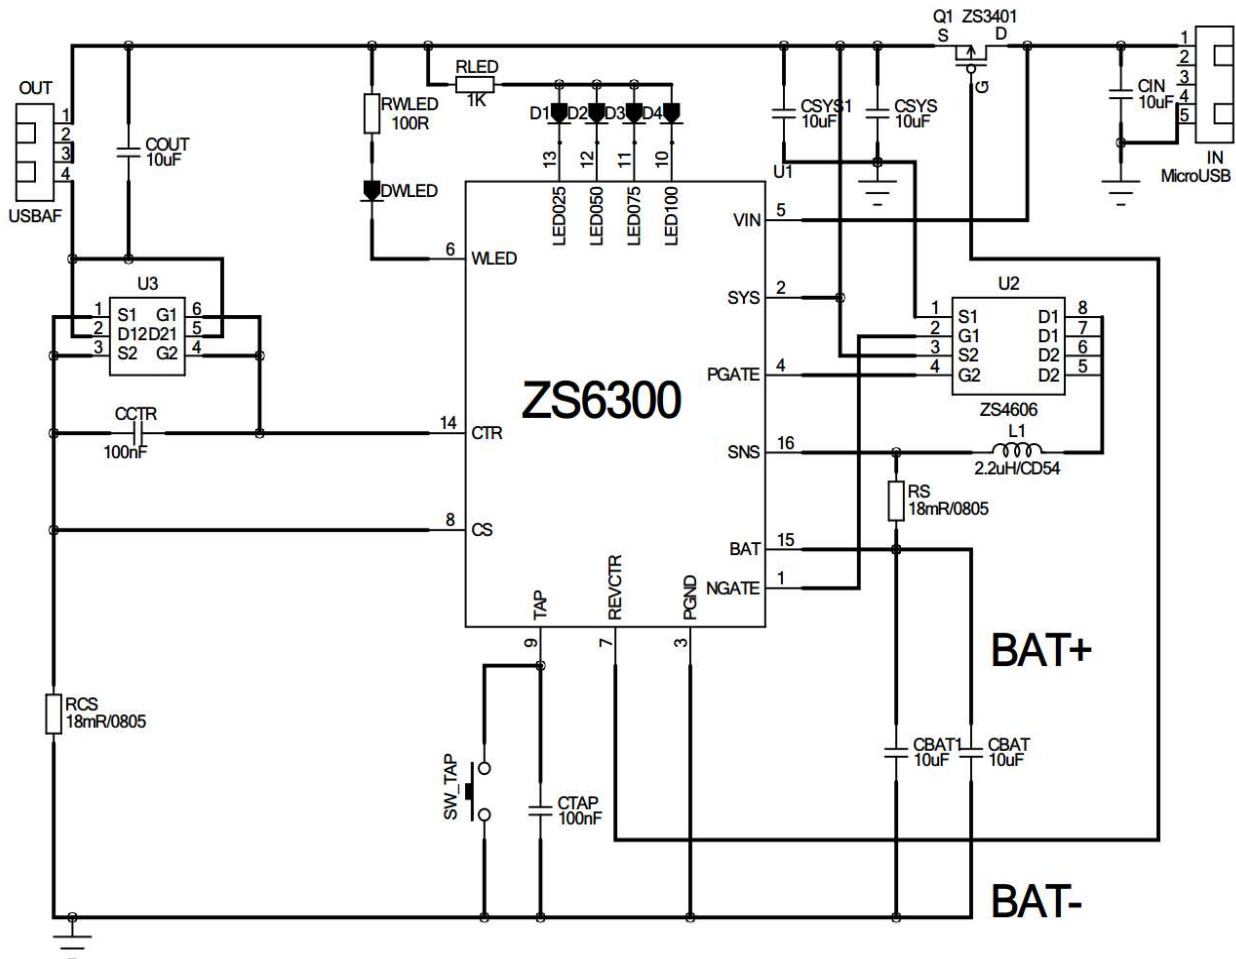 Q1 ZS3401
S D
G
1
2
3
4
5
CIN
10uF
IN
MicroUSB
OUT
1
2
3
4
USBAF
COUT
10uF
RWLED
100R
DWLED
RLED
1K
D1 D2 D3 D4
13 12 11 10
LED025 LED050 LED075 LED100
CSYS1
10uF
CSYS
10uF
U1
VIN 5
6 WLED
SYS 2
PGATE 4
ZS6300
14 CTR
SNS 16
8 CS
BAT 15
NGATE 1
TAP REVCTR PGND
9 7 3
U3
1 S1 G1 6
2 D12 D21 5
3 S2 G2 4
CCTR
100nF
U2
1 S1 D1 8
2 G1 D1 7
3 S2 D2 6
4 G2 D2 5
ZS4606
L1
2.2uH/CD54
RS
18mR/0805
BAT+
RCS
18mR/0805
SW_TAP
CTAP
100nF
CBAT1
10uF
CBAT
10uF
BAT-